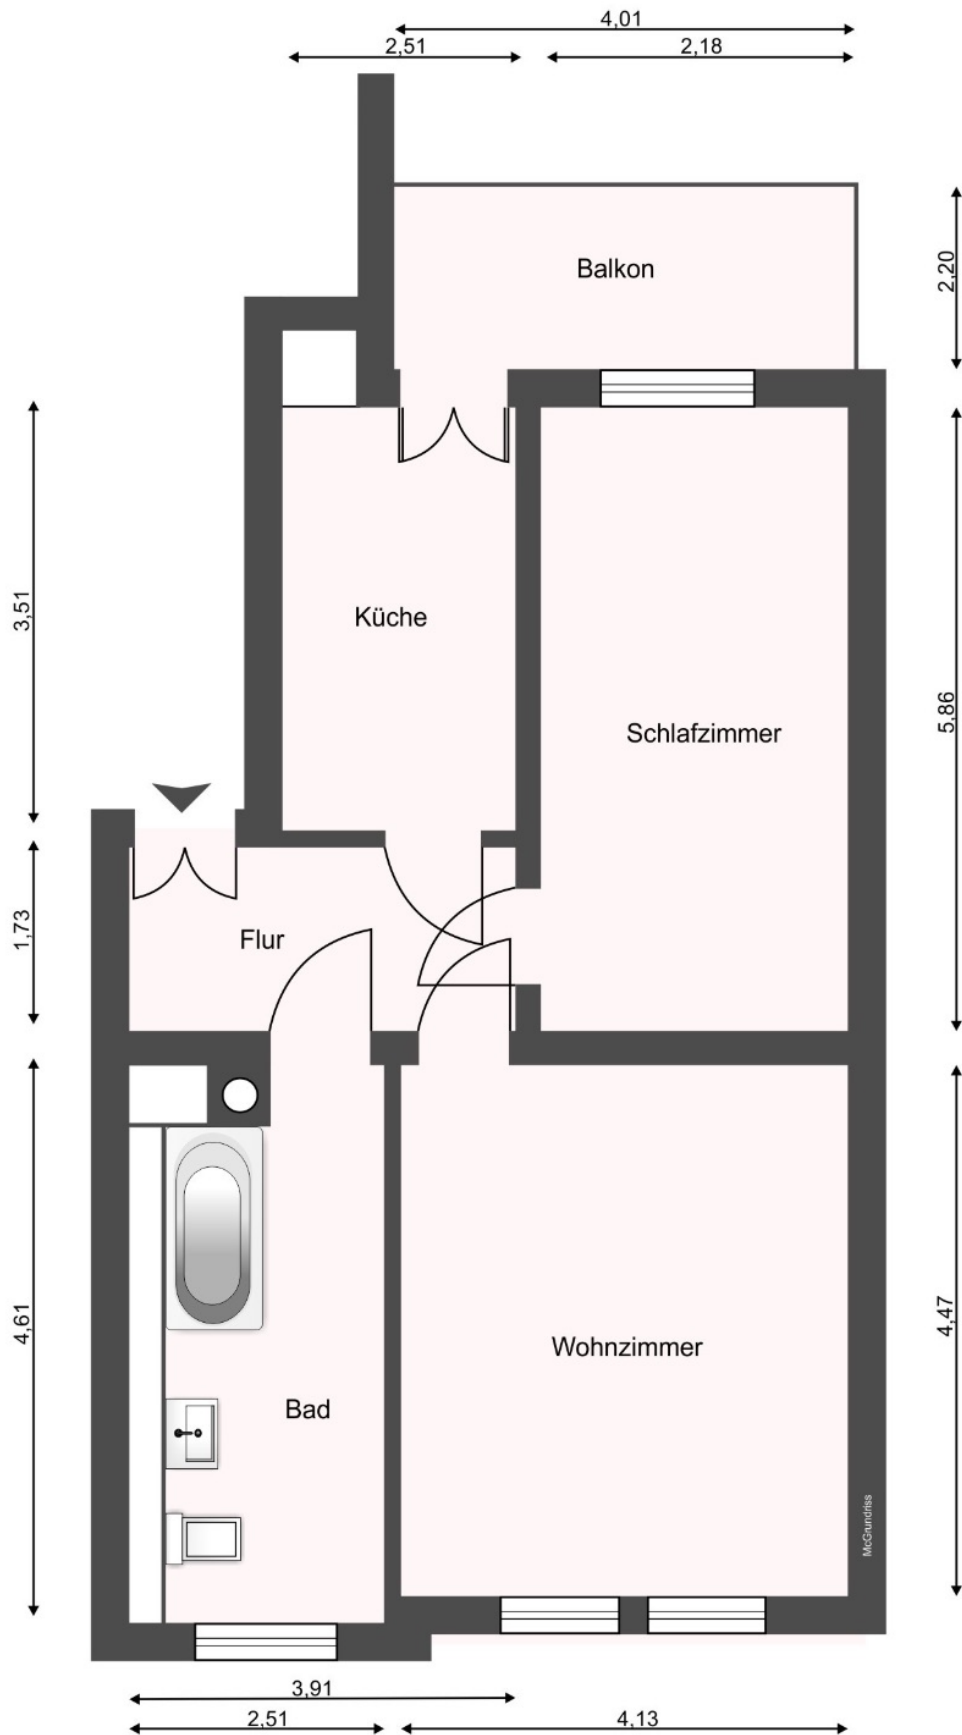 4,01
2,51
2,18
Balkon
2,20
3,51
Küche
5,86
Schlafzimmer
1,73
Flur
4,61
4,47
Wohnzimmer
Bad
McGrundriss
3,91
2,51
4,13